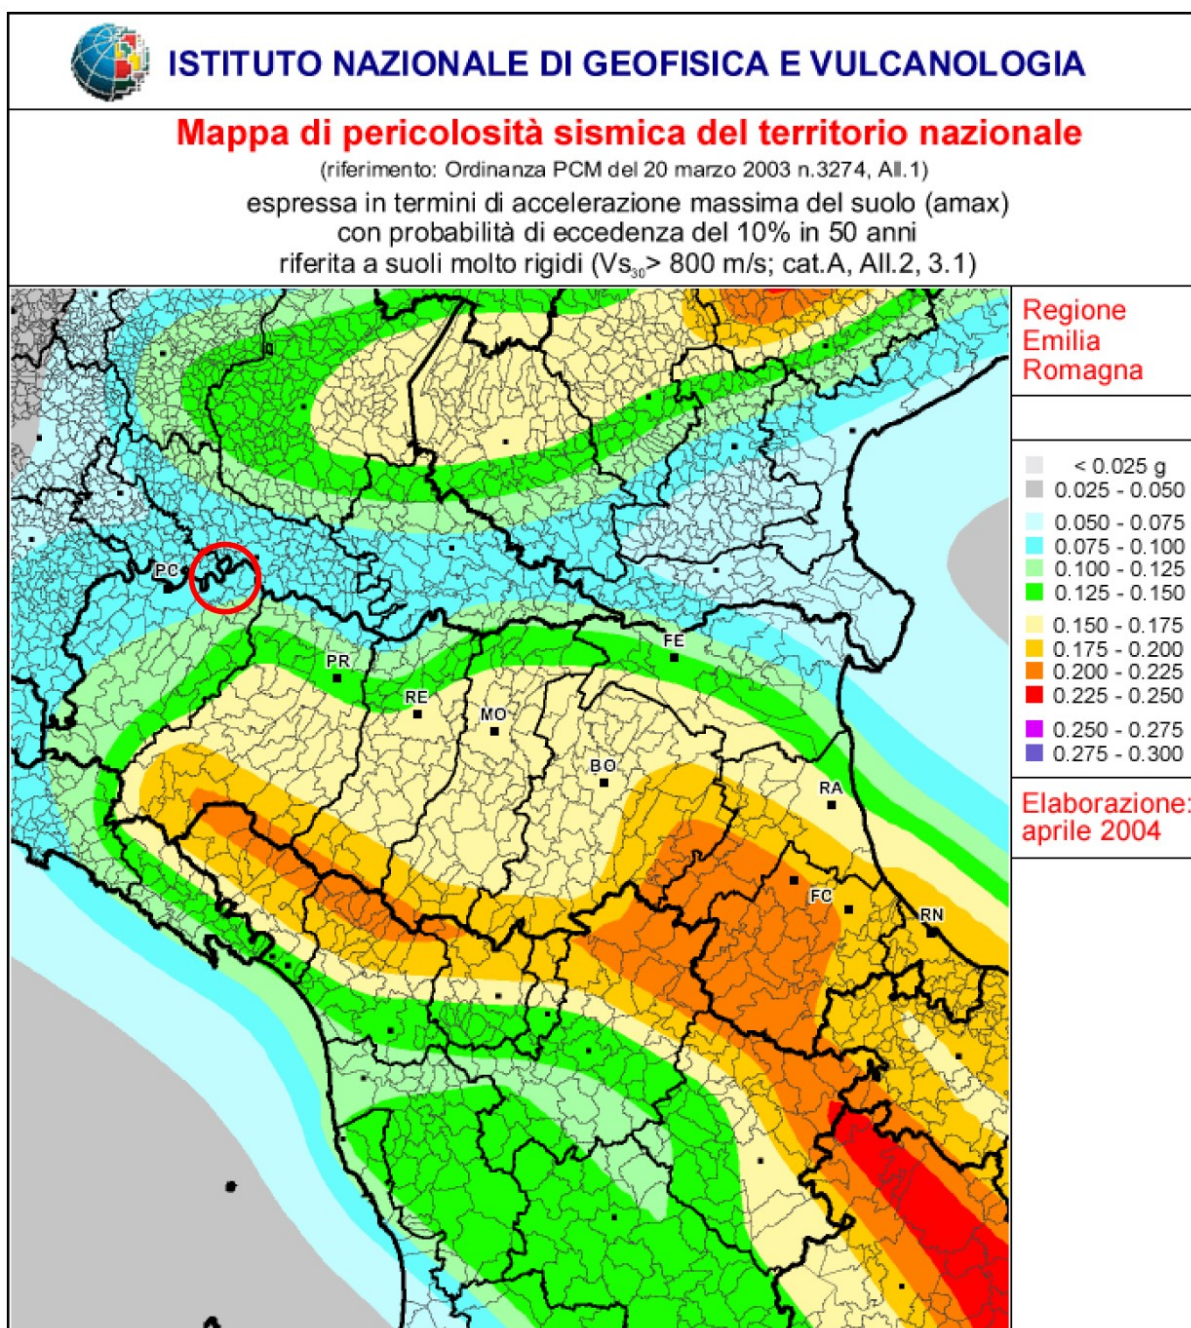 ISTITUTO NAZIONALE DI GEOFISICA E VULCANOLOGIA
Mappa di pericolosità sismica del territorio nazionale
(riferimento: Ordinanza PCM del 20 marzo 2003 n.3274, All.1)
espressa in termini di accelerazione massima del suolo (amax)
con probabilità di eccedenza del 10% in 50 anni
riferita a suoli molto rigidi (Vs30> 800 m/s; cat.A, All.2, 3.1)
Regione
Emilia
Romagna
< 0.025 g
0.025 - 0.050
0.050 - 0.075
0.075 - 0.100
0.100 - 0.125
0.125 - 0.150
0.150 - 0.175
0.175 - 0.200
0.200 - 0.225
0.225 - 0.250
0.250 - 0.275
0.275 - 0.300
Elaborazione:
aprile 2004
PC
PR
RE
MO
FE
BO
RA
FC
RN